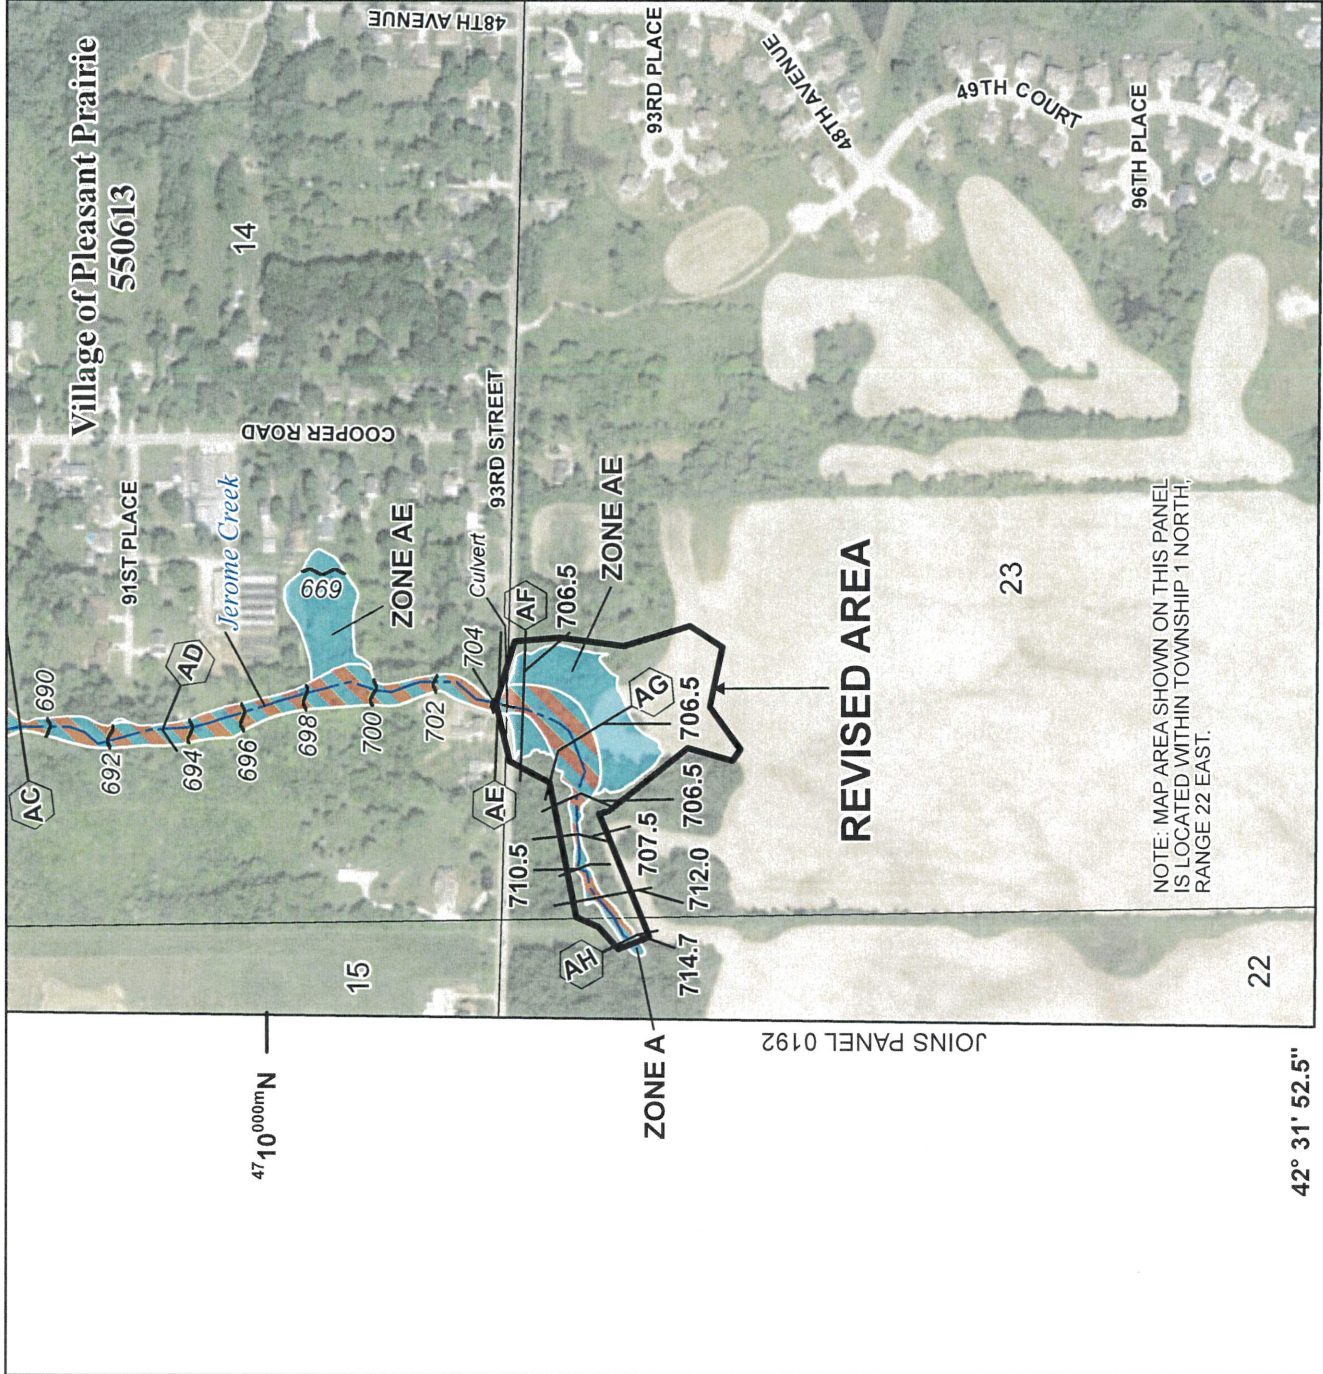 Village of Pleasant Prairie
550613
48TH AVENUE
14
93RD PLACE
48TH AVENUE
49TH COURT
96TH PLACE
COOPER ROAD
91ST PLACE
Jerome Creek
93RD STREET
Culvert
669
ZONE AE
ZONE AE
AC
690
692
AD
694
696
698
700
702
704
AE
AF
706.5
AG
706.5
706.5
707.5
710.5
712.0
AH
714.7
REVISED AREA
23
15
22
NOTE: MAP AREA SHOWN ON THIS PANEL
IS LOCATED WITHIN TOWNSHIP 1 NORTH,
RANGE 22 EAST.
ZONE A
JOINS PANEL 0192
4710000mN
42° 31' 52.5"